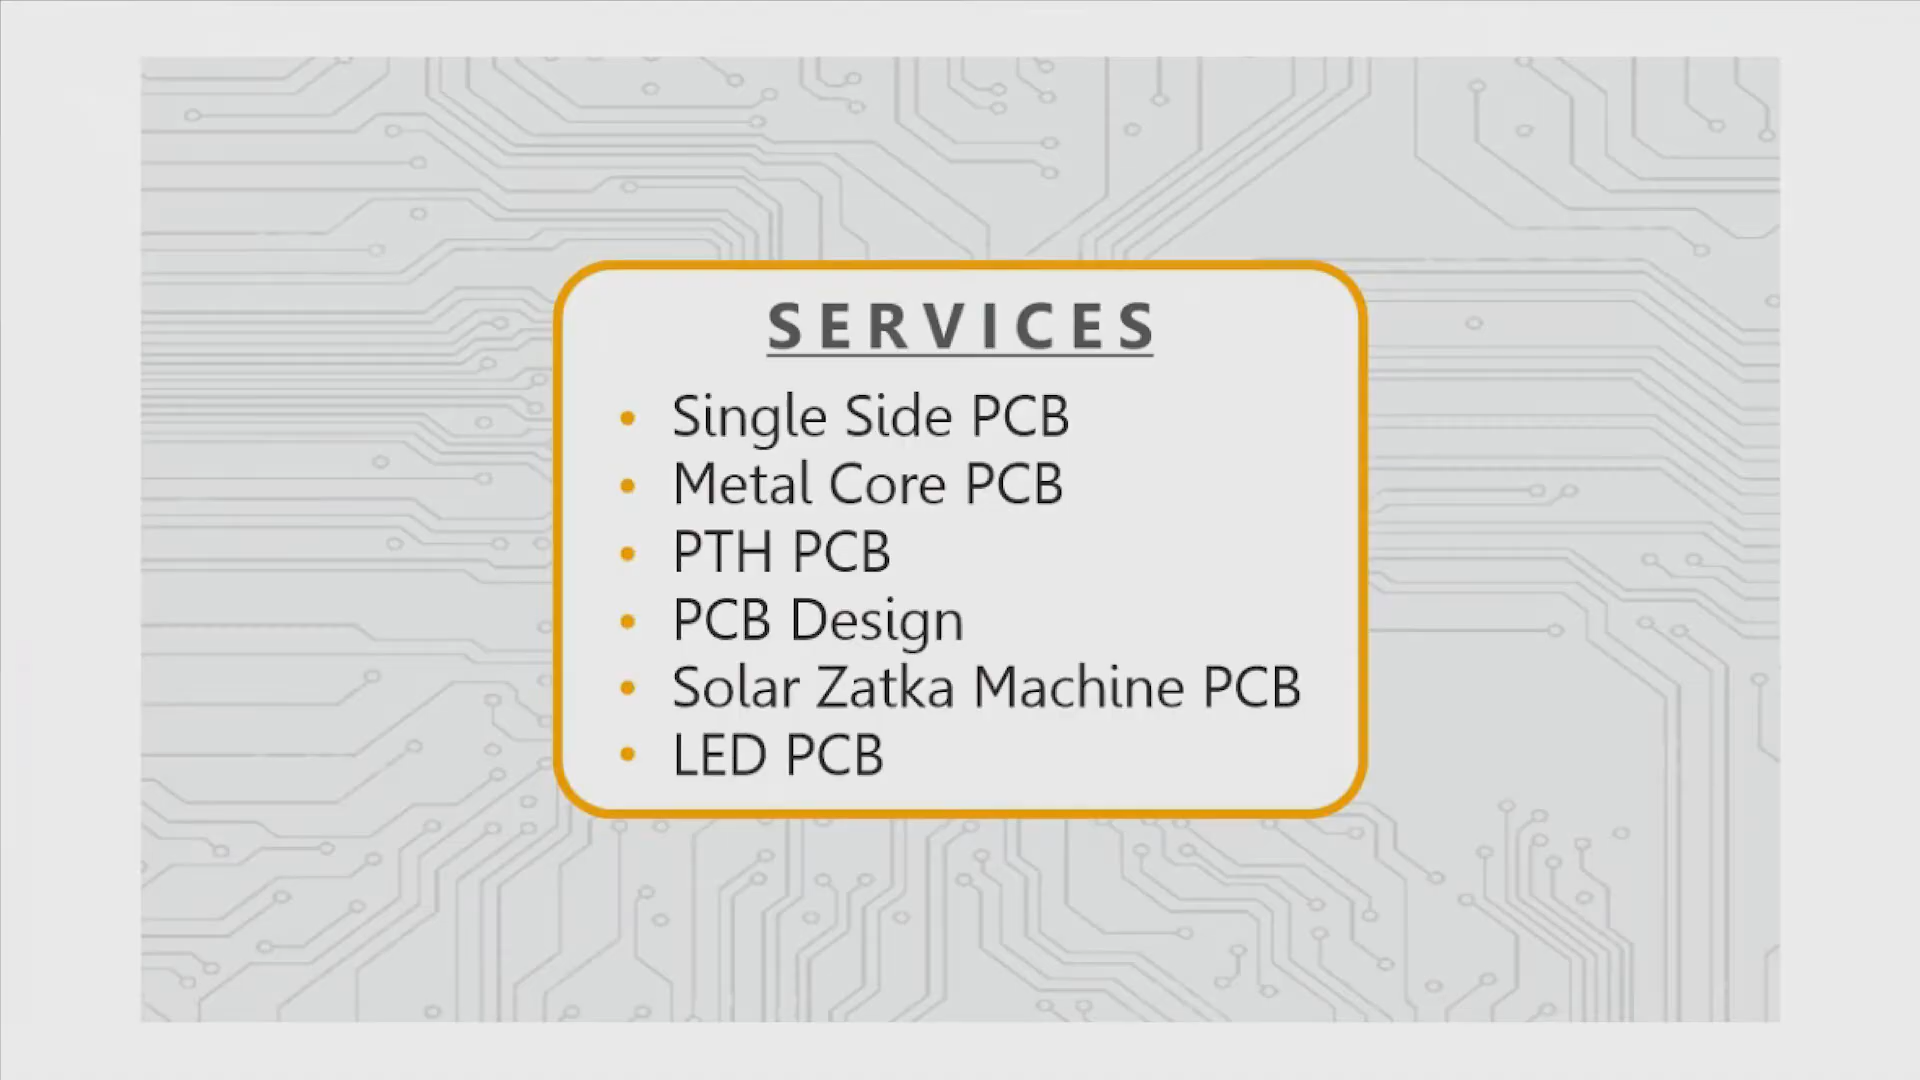 SERVICES
• Single Side PCB
• Metal Core PCB
• PTH PCB
• PCB Design
• Solar Zatka Machine PCB
• LED PCB